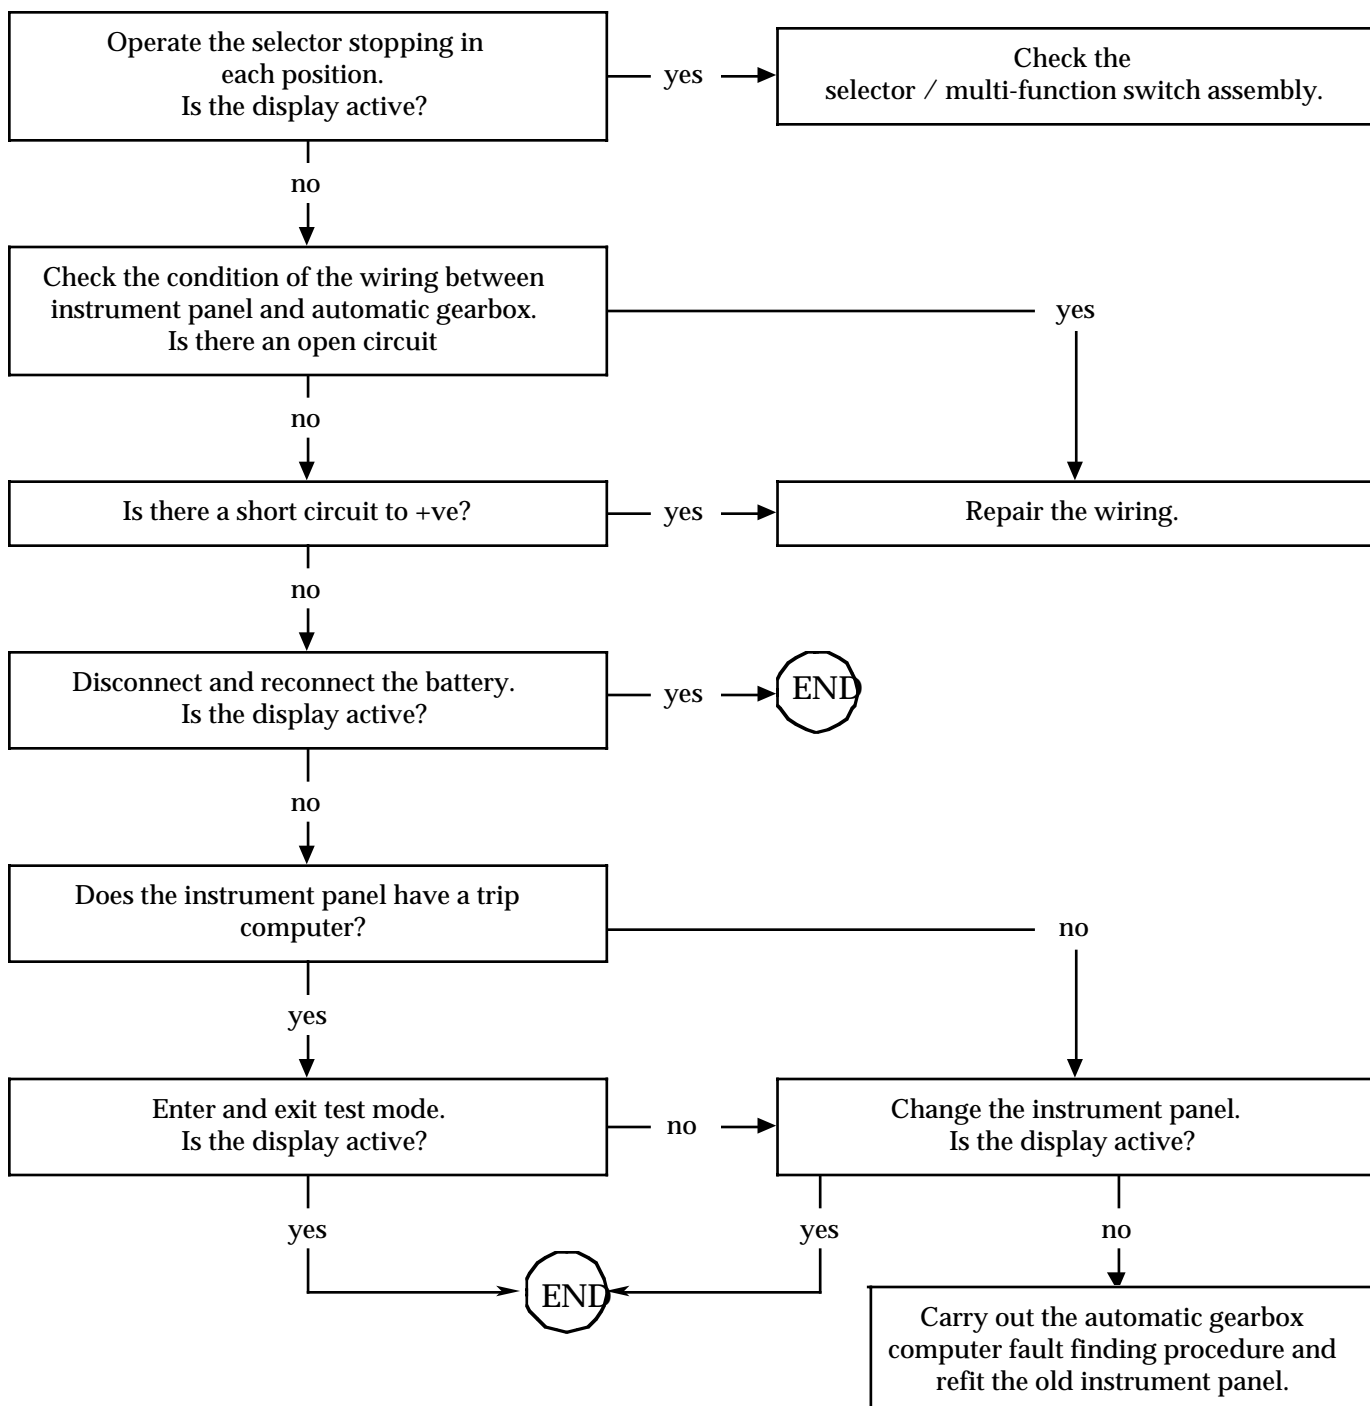 Operate the selector stopping in
each position.
Is the display active?
yes
Check the
selector / multi-function switch assembly.
no
Check the condition of the wiring between
instrument panel and automatic gearbox.
Is there an open circuit
yes
no
Is there a short circuit to +ve?
yes
Repair the wiring.
no
Disconnect and reconnect the battery.
Is the display active?
yes
END
no
Does the instrument panel have a trip
computer?
no
yes
Enter and exit test mode.
Is the display active?
no
Change the instrument panel.
Is the display active?
yes
yes
no
END
Carry out the automatic gearbox
computer fault finding procedure and
refit the old instrument panel.